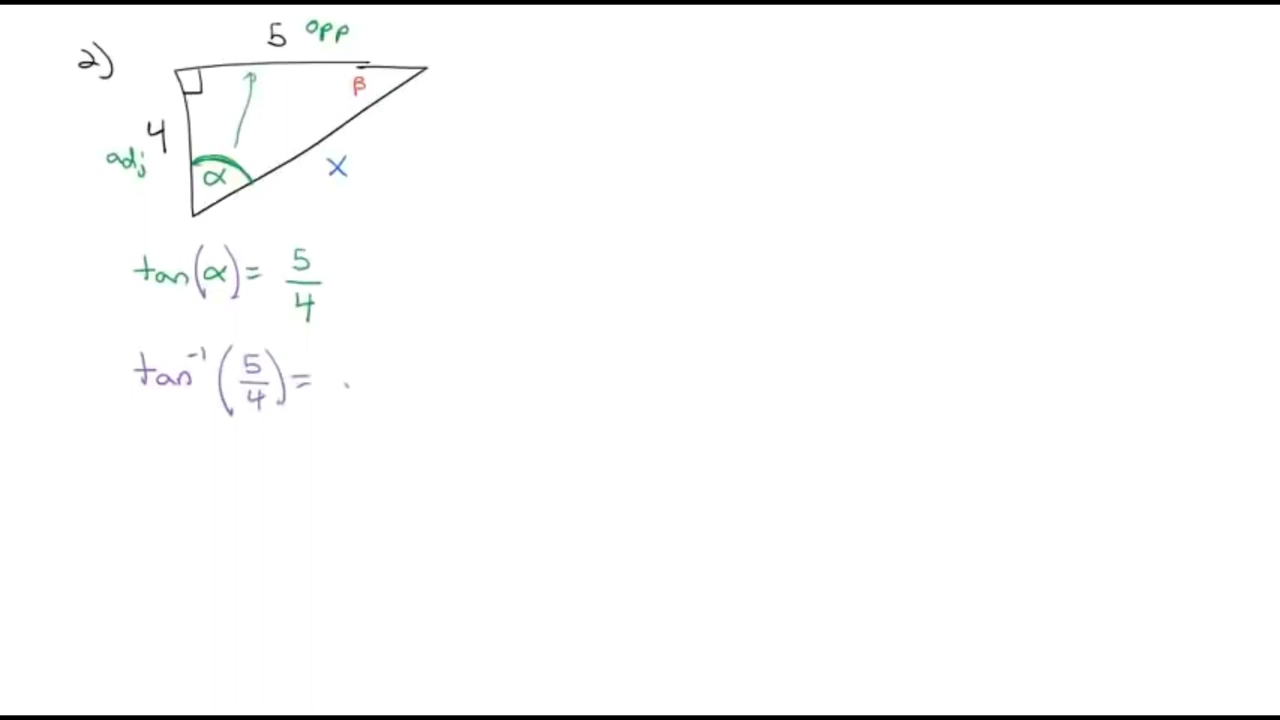 2) 5 opp
β
4
adj
α
x
tan(α) = 5/4
tan⁻¹(5/4) =